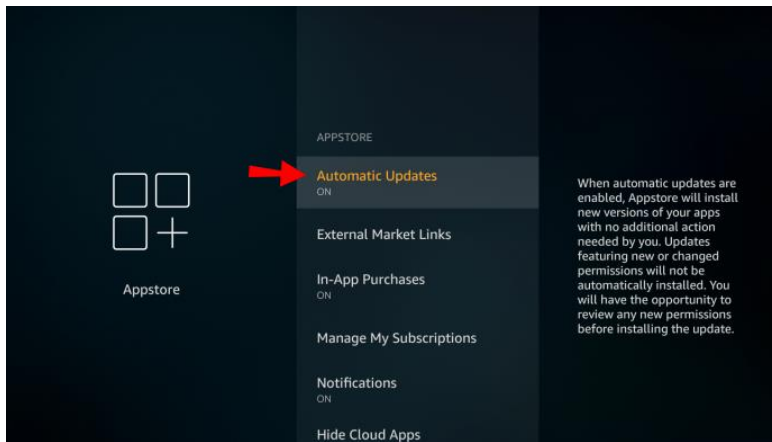 APPSTORE
Automatic Updates
ON
External Market Links
In-App Purchases
ON
Manage My Subscriptions
Notifications
ON
Hide Cloud Apps
Appstore
When automatic updates are
enabled, Appstore will install
new versions of your apps
with no additional action
needed by you. Updates
featuring new or changed
permissions will not be
automatically installed. You
will have the opportunity to
review any new permissions
before installing the update.